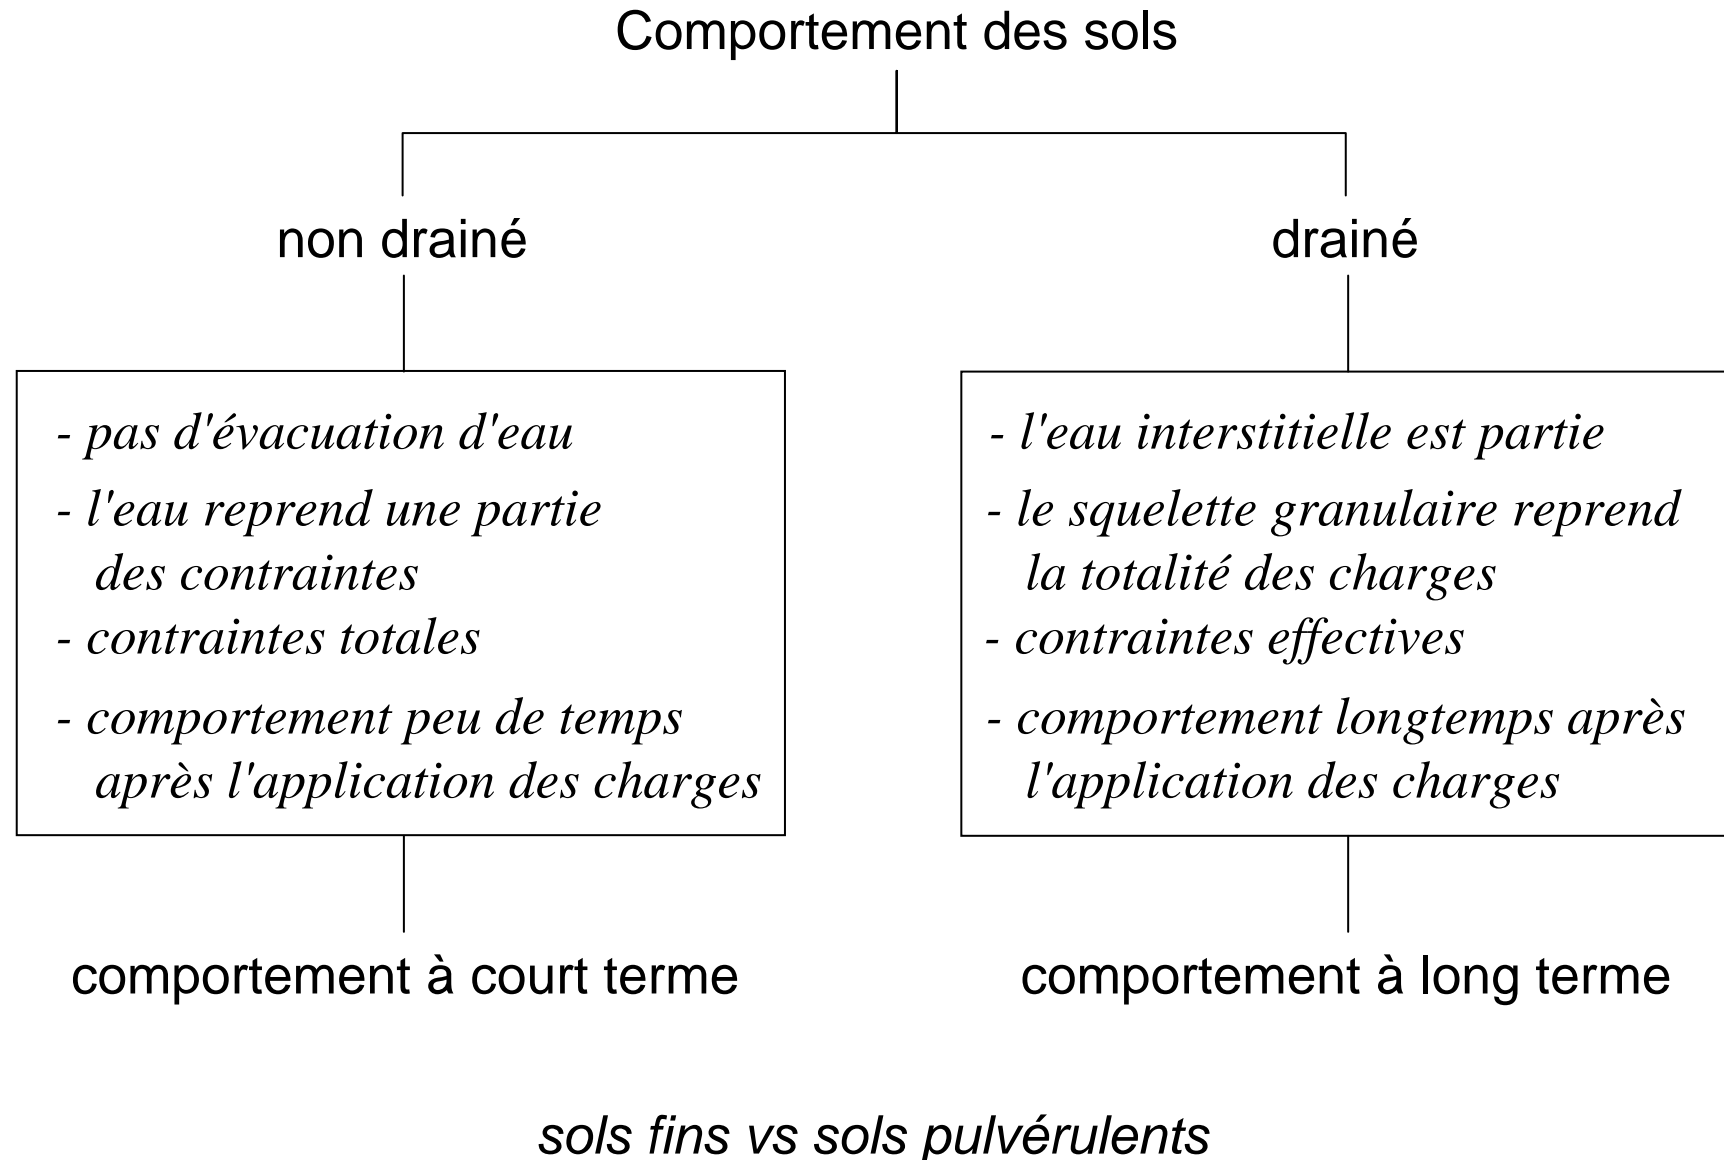 Comportement des sols
non drainé
drainé
- pas d'évacuation d'eau
- l'eau reprend une partie
des contraintes
- contraintes totales
- comportement peu de temps
après l'application des charges
- l'eau interstitielle est partie
- le squelette granulaire reprend
la totalité des charges
- contraintes effectives
- comportement longtemps après
l'application des charges
comportement à court terme
comportement à long terme
sols fins vs sols pulvérulents